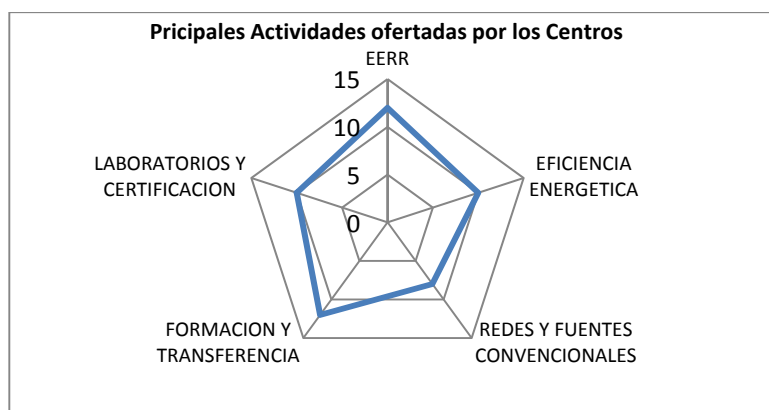 Pricipales Actividades ofertadas por los Centros
EERR
15
10
5
0
EFICIENCIA
ENERGETICA
REDES Y FUENTES
CONVENCIONALES
FORMACION Y
TRANSFERENCIA
LABORATORIOS Y
CERTIFICACION